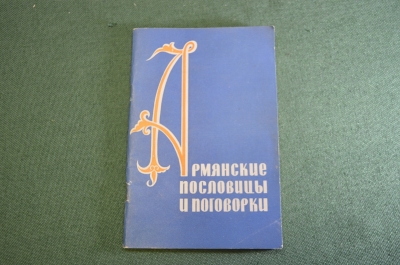 Армянские
пословицы
и поговорки